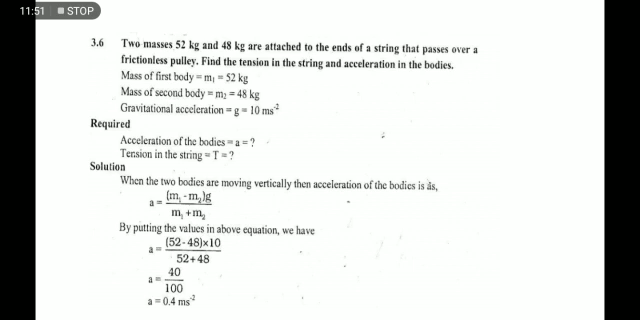 11:51 STOP
3.6 Two masses 52 kg and 48 kg are attached to the ends of a string that passes over a
frictionless pulley. Find the tension in the string and acceleration in the bodies.
Mass of first body = m₁ = 52 kg
Mass of second body = m₂ = 48 kg
Gravitational acceleration = g = 10 ms⁻²
Required
Acceleration of the bodies = a = ?
Tension in the string = T = ?
Solution
When the two bodies are moving vertically then acceleration of the bodies is as,
a = (m₁ - m₂)g
m₁ + m₂
By putting the values in above equation, we have
a = (52 - 48)×10
52 + 48
a = 40
100
a = 0.4 ms⁻²